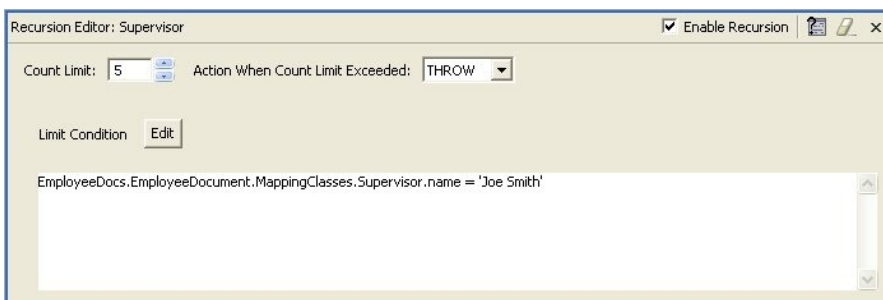 Recursion Editor: Supervisor Enable Recursion
Count Limit: 5 Action When Count Limit Exceeded: THROW
Limit Condition Edit
EmployeeDocs.EmployeeDocument.MappingClasses.Supervisor.name = 'Joe Smith'